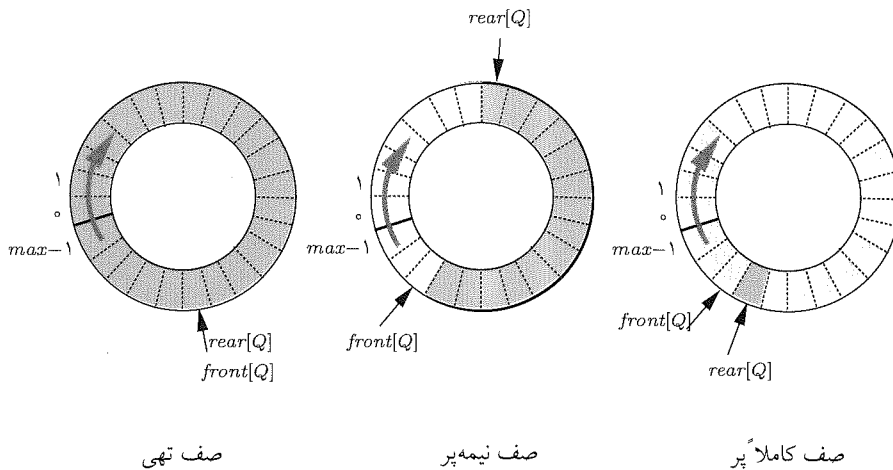 rear[Q]
۱
۰
max−۱
rear[Q]
front[Q]
۱
۰
max−۱
front[Q]
۱
۰
max−۱
front[Q]
rear[Q]
صف تهی
صف نیمه‌پر
صف کاملاً پر